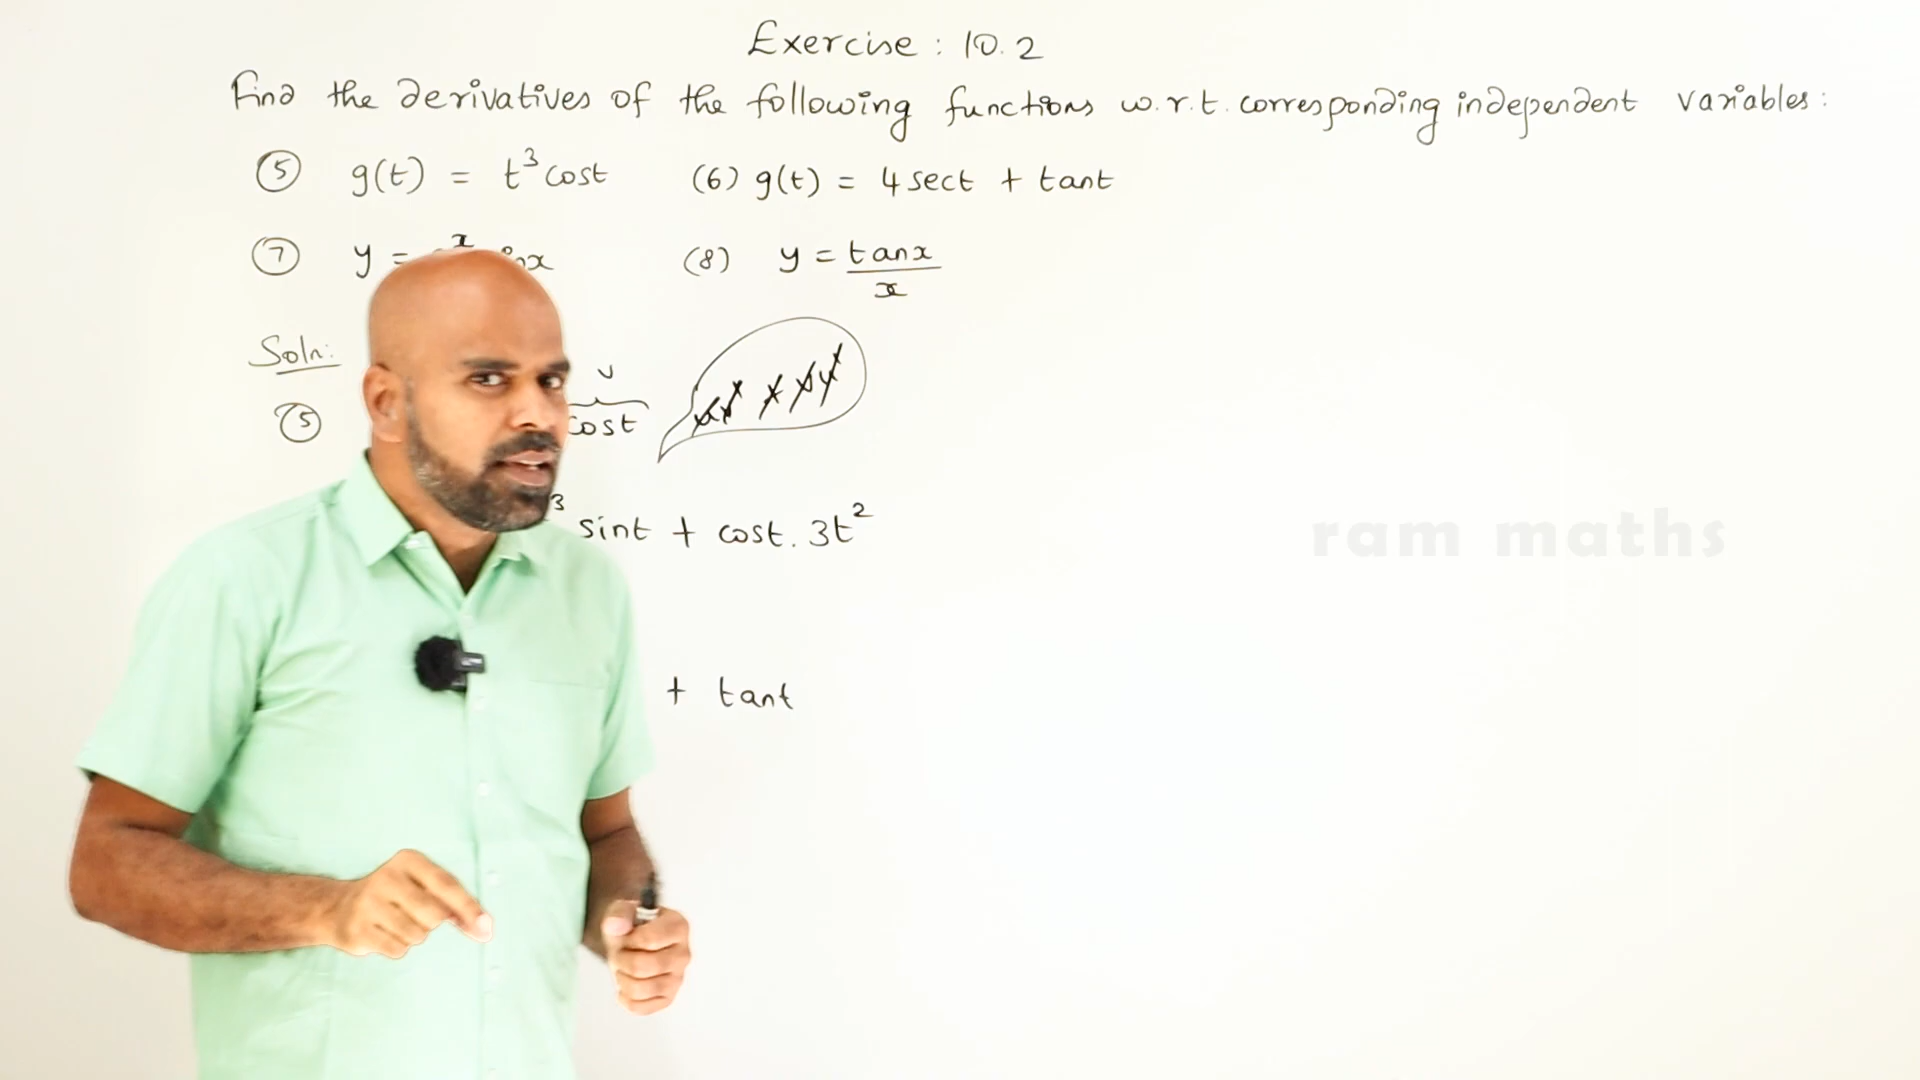 Exercise : 10.2
Find the derivatives of the following functions w.r.t. corresponding independent variables :
(5) g(t) = t³ cost (6) g(t) = 4 sect + tant
(7) y = x (8) y = tanx / x
Soln:
v
(5) cost
³ sint + cost . 3t²
+ tant
ram maths